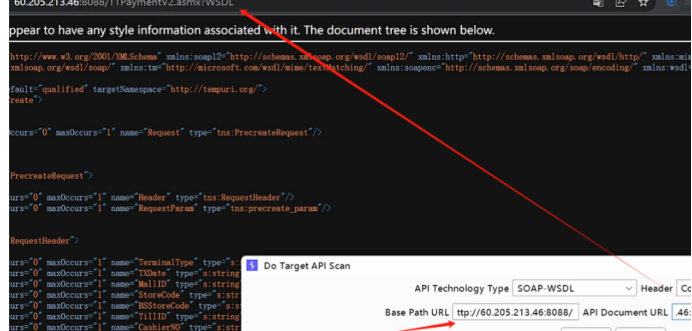 60.205.213.46:8088/T1PaymentV2.asmx?WSDL
ppear to have any style information associated with it. The document tree is shown below.
http://www.w3.org/2001/XMLSchema" xmlns:soap12="http://schemas.xmlsoap.org/wsdl/soap12/" xmlns:http="http://schemas.xmlsoap.org/wsdl/http/" xmlns:mi
xmlsoap.org/wsdl/soap/" xmlns:tm="http://microsoft.com/wsdl/mime/textMatching/" xmlns:soapenc="http://schemas.xmlsoap.org/soap/encoding/" xmlns:wsdl=
efault="qualified" targetNamespace="http://tempuri.org/">
reate">
ccurs="0" maxOccurs="1" name="Request" type="tns:PrecreateRequest"/>
PrecreateRequest">
urs="0" maxOccurs="1" name="Header" type="tns:RequestHeader"/>
urs="0" maxOccurs="1" name="RequestParam" type="tns:precreate_param"/>
RequestHeader">
urs="0" maxOccurs="1" name="TerminalType" type="s:
urs="0" maxOccurs="1" name="TXDate" type="s:string
urs="0" maxOccurs="1" name="MallID" type="s:string
urs="0" maxOccurs="1" name="StoreCode" type="s:str
urs="0" maxOccurs="1" name="BSStoreCode" type="s:s
urs="0" maxOccurs="1" name="TillID" type="s:string
urs="0" maxOccurs="1" name="CashierNO" type="s:str
Do Target API Scan
API Technology Type SOAP-WSDL Header Co
Base Path URL ttp://60.205.213.46:8088/ API Document URL .46: